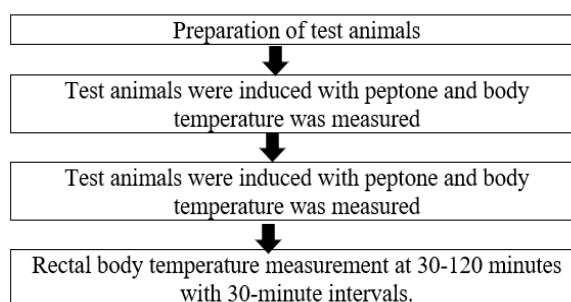 Preparation of test animals
Test animals were induced with peptone and body
temperature was measured
Test animals were induced with peptone and body
temperature was measured
Rectal body temperature measurement at 30-120 minutes
with 30-minute intervals.